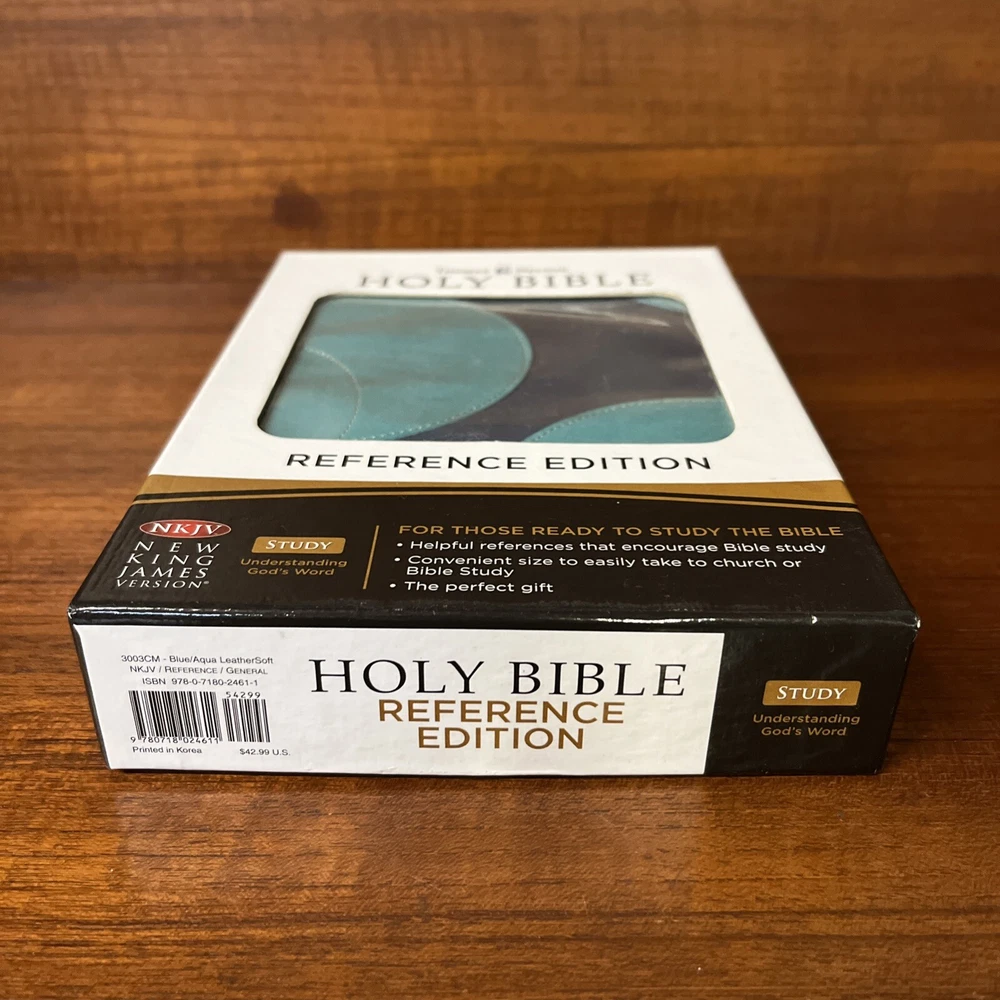 HOLY BIBLE
REFERENCE EDITION
NKJV
NEW
KING
JAMES
VERSION®
STUDY
Understanding
God's Word
FOR THOSE READY TO STUDY THE BIBLE
• Helpful references that encourage Bible study
• Convenient size to easily take to church or
Bible Study
• The perfect gift
3003CM - Blue/Aqua LeatherSoft
NKJV / REFERENCE / GENERAL
ISBN 978-0-7180-2461-1
54299
9 780718 024611
Printed in Korea $42.99 U.S.
HOLY BIBLE
REFERENCE
EDITION
STUDY
Understanding
God's Word